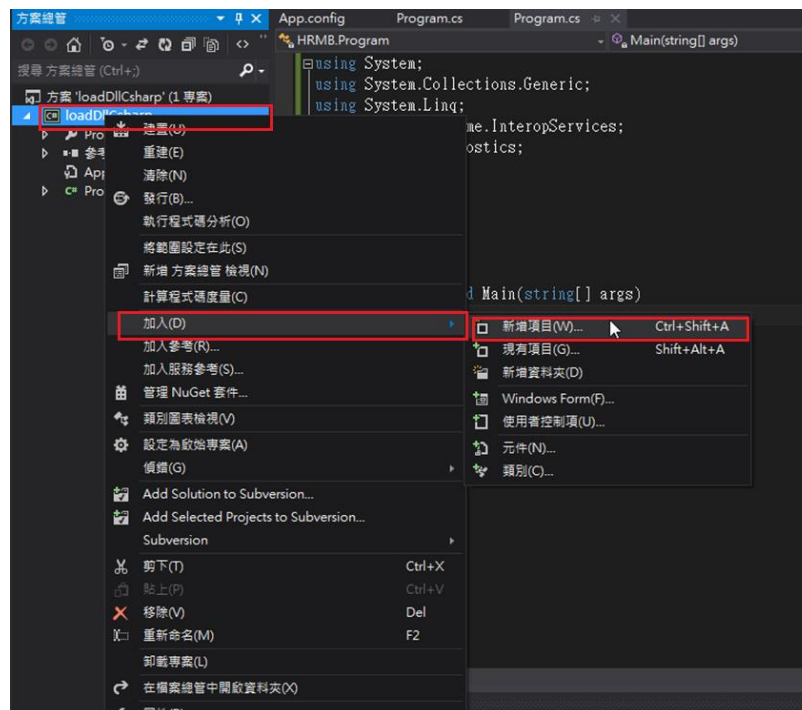 方案總管
App.config Program.cs Program.cs
HRMB.Program Main(string[] args)
搜尋方案總管 (Ctrl+;)
using System;
using System.Collections.Generic;
using System.Linq;
me.InteropServices;
ostics;
d Main(string[] args)
方案 'loadDllCsharp' (1 專案)
loadDllCsharp
Pro
參考
App
Pro
建置(U)
重建(E)
清除(N)
發行(B)...
執行程式碼分析(O)
將範圍設定在此(S)
新增 方案總管 檢視(N)
計算程式碼度量(C)
加入(D)
加入參考(R)...
加入服務參考(S)...
管理 NuGet 套件...
類別圖表檢視(V)
設定為啟始專案(A)
偵錯(G)
Add Solution to Subversion...
Add Selected Projects to Subversion...
Subversion
剪下(T) Ctrl+X
貼上(P) Ctrl+V
移除(V) Del
重新命名(M) F2
卸載專案(L)
在檔案總管中開啟資料夾(X)
新增項目(W)... Ctrl+Shift+A
現有項目(G)... Shift+Alt+A
新增資料夾(D)
Windows Form(F)...
使用者控制項(U)...
元件(N)...
類別(C)...